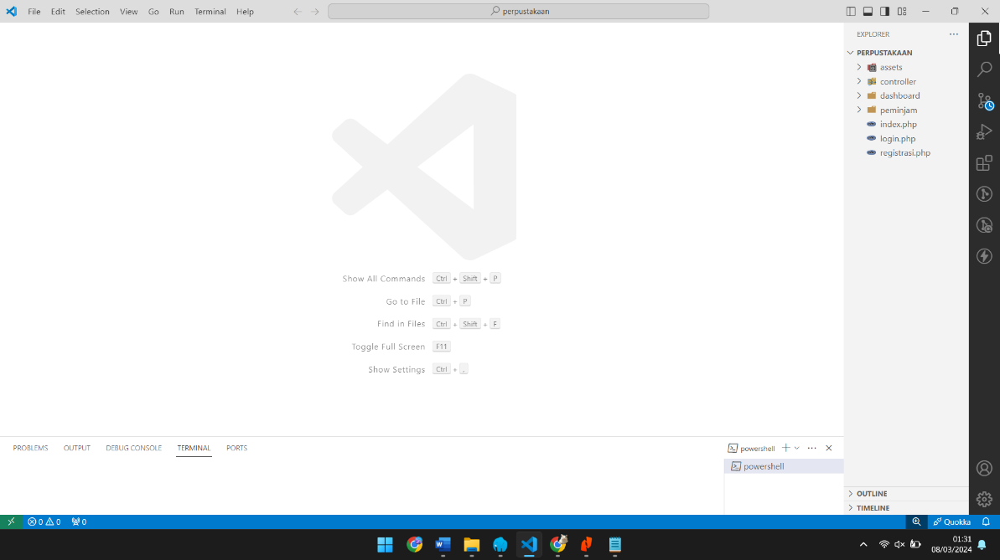 File Edit Selection View Go Run Terminal Help
perpustakaan
EXPLORER
PERPUSTAKAAN
assets
controller
dashboard
peminjam
index.php
login.php
registrasi.php
Show All Commands Ctrl + Shift + P
Go to File Ctrl + P
Find in Files Ctrl + Shift + F
Toggle Full Screen F11
Show Settings Ctrl + ,
PROBLEMS OUTPUT DEBUG CONSOLE TERMINAL PORTS
powershell
powershell
OUTLINE
TIMELINE
0 0 0
Quokka
01:31
08/03/2024